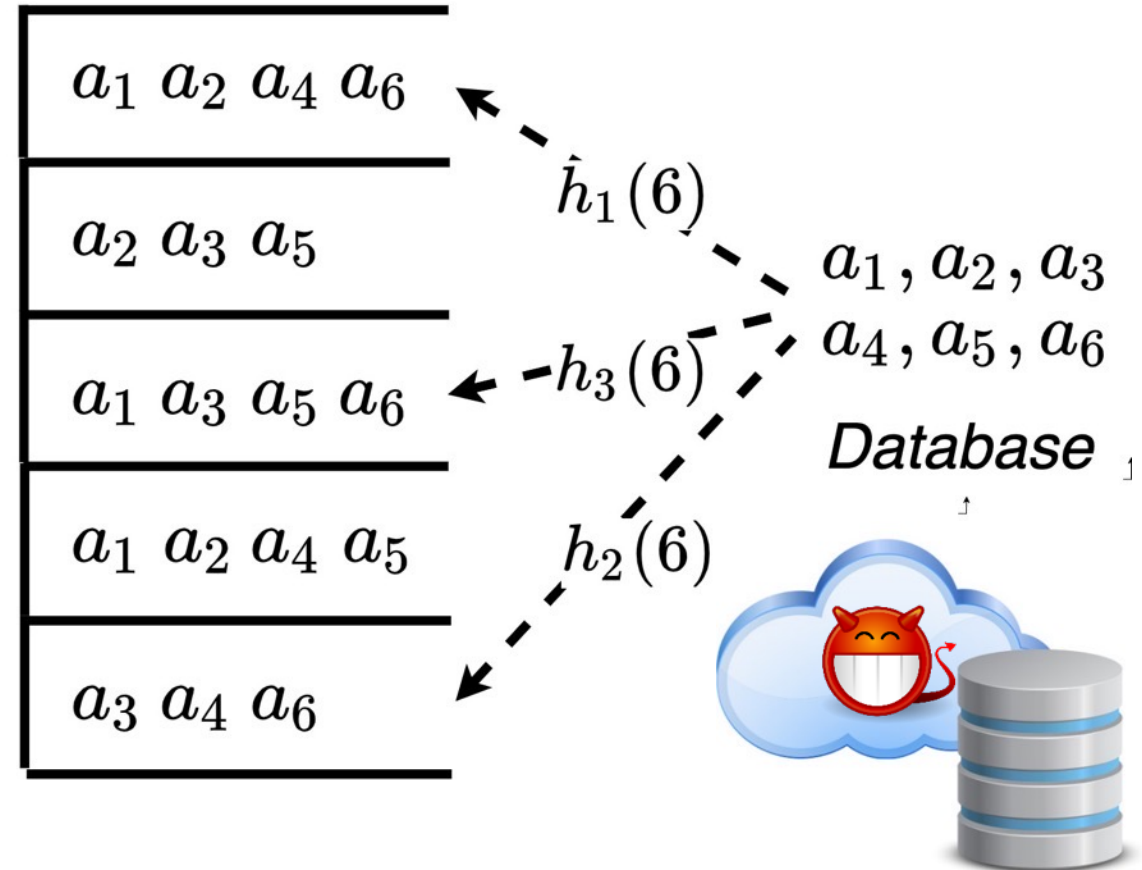 a₁ a₂ a₄ a₆
h₁(6)
a₂ a₃ a₅
a₁, a₂, a₃
a₄, a₅, a₆
a₁ a₃ a₅ a₆
h₃(6)
Database
a₁ a₂ a₄ a₅
h₂(6)
a₃ a₄ a₆